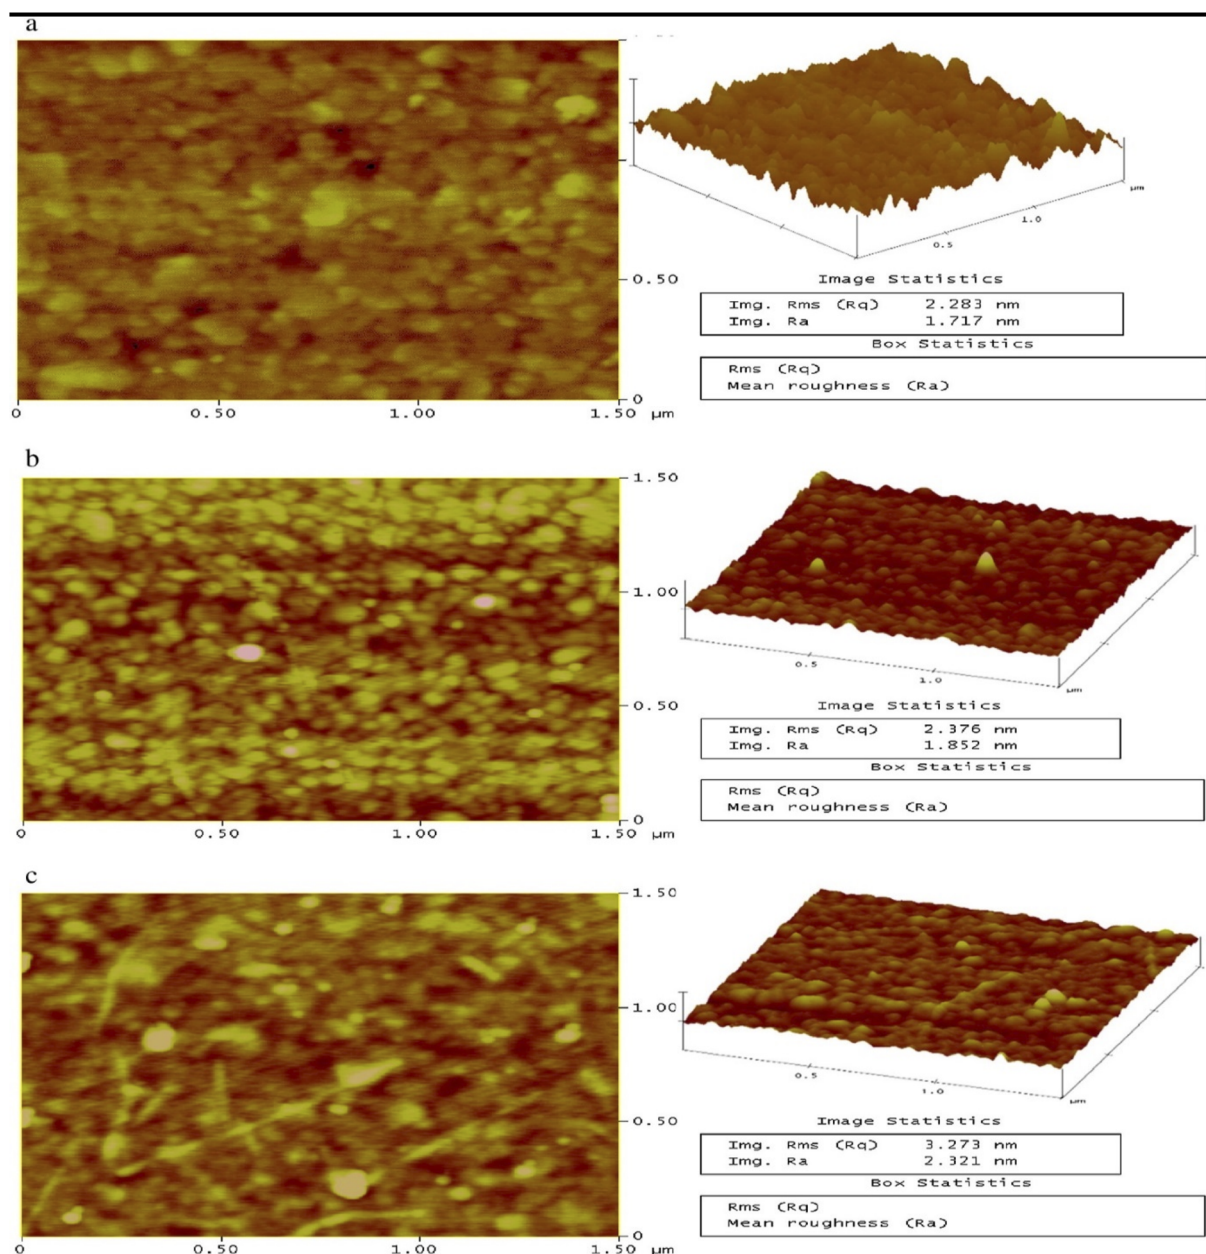 a
µm
1.0
0.5
0.50
0
0 0.50 1.00 1.50 µm
Image Statistics
Img. Rms (Rq) 2.283 nm
Img. Ra 1.717 nm
Box Statistics
Rms (Rq)
Mean roughness (Ra)
b
1.50
1.00
0.50
0
0 0.50 1.00 1.50 µm
0.5 1.0 µm
Image Statistics
Img. Rms (Rq) 2.376 nm
Img. Ra 1.852 nm
Box Statistics
Rms (Rq)
Mean roughness (Ra)
c
1.50
1.00
0.50
0
0 0.50 1.00 1.50 µm
0.5 1.0 µm
Image Statistics
Img. Rms (Rq) 3.273 nm
Img. Ra 2.321 nm
Box Statistics
Rms (Rq)
Mean roughness (Ra)